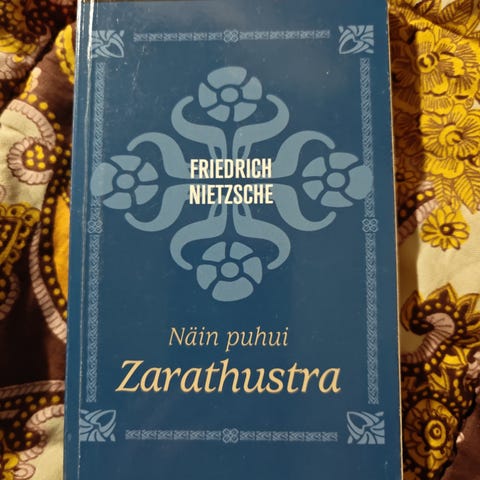 FRIEDRICH
NIETZSCHE
Näin puhui
Zarathustra